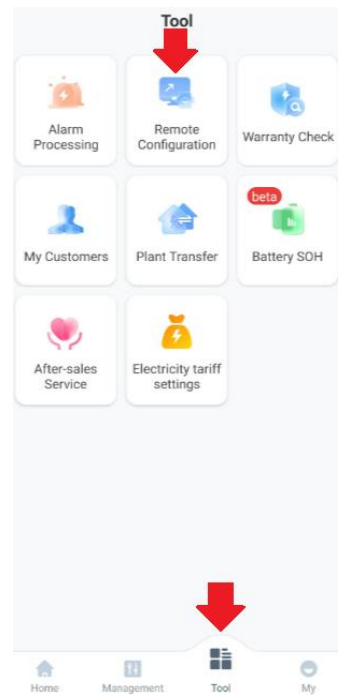 Tool
Alarm
Processing
Remote
Configuration
Warranty Check
My Customers
Plant Transfer
beta
Battery SOH
After-sales
Service
Electricity tariff
settings
Home
Management
Tool
My